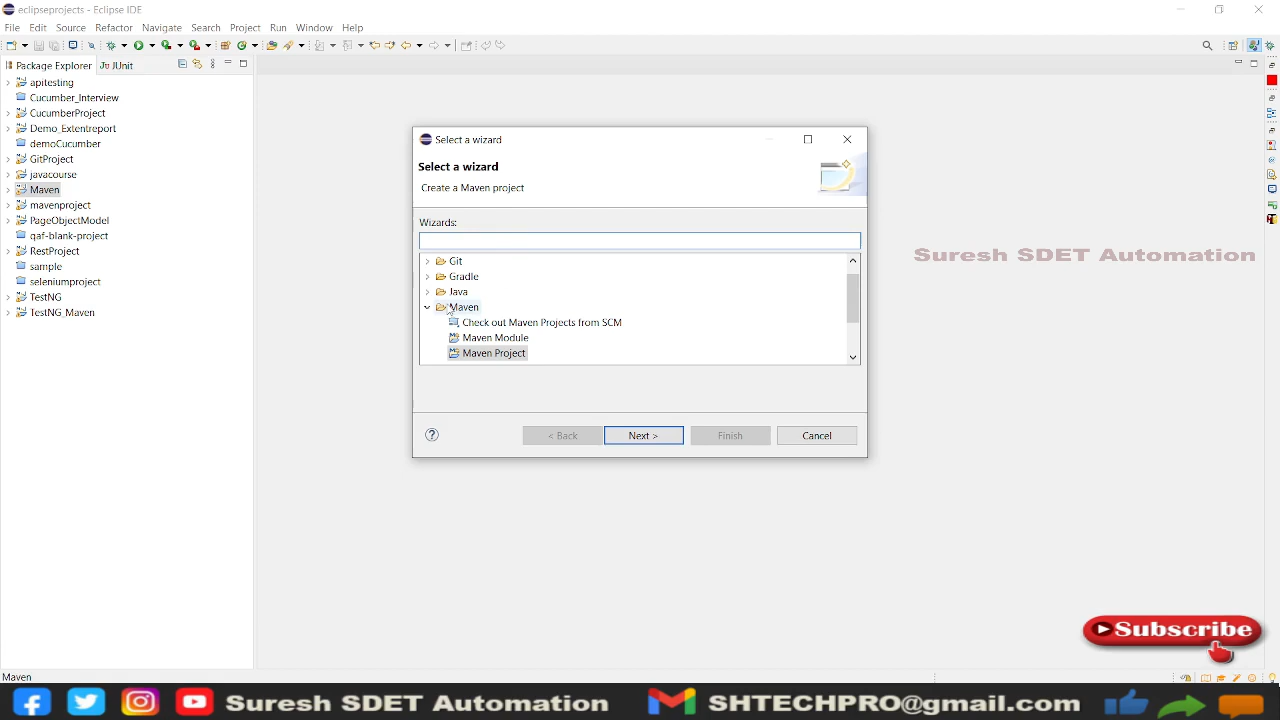 eclipseprojects - Eclipse IDE
File Edit Source Refactor Navigate Search Project Run Window Help
Package Explorer JUnit
apitesting
Cucumber_Interview
CucumberProject
Demo_Extentreport
demoCucumber
GitProject
javacourse
Maven
mavenproject
PageObjectModel
qaf-blank-project
RestProject
sample
seleniumproject
TestNG
TestNG_Maven
Select a wizard
Select a wizard
Create a Maven project
Wizards:
Git
Gradle
Java
Maven
Check out Maven Projects from SCM
Maven Module
Maven Project
< Back Next > Finish Cancel
Suresh SDET Automation
Subscribe
Maven
Suresh SDET Automation SHTECHPRO@gmail.com